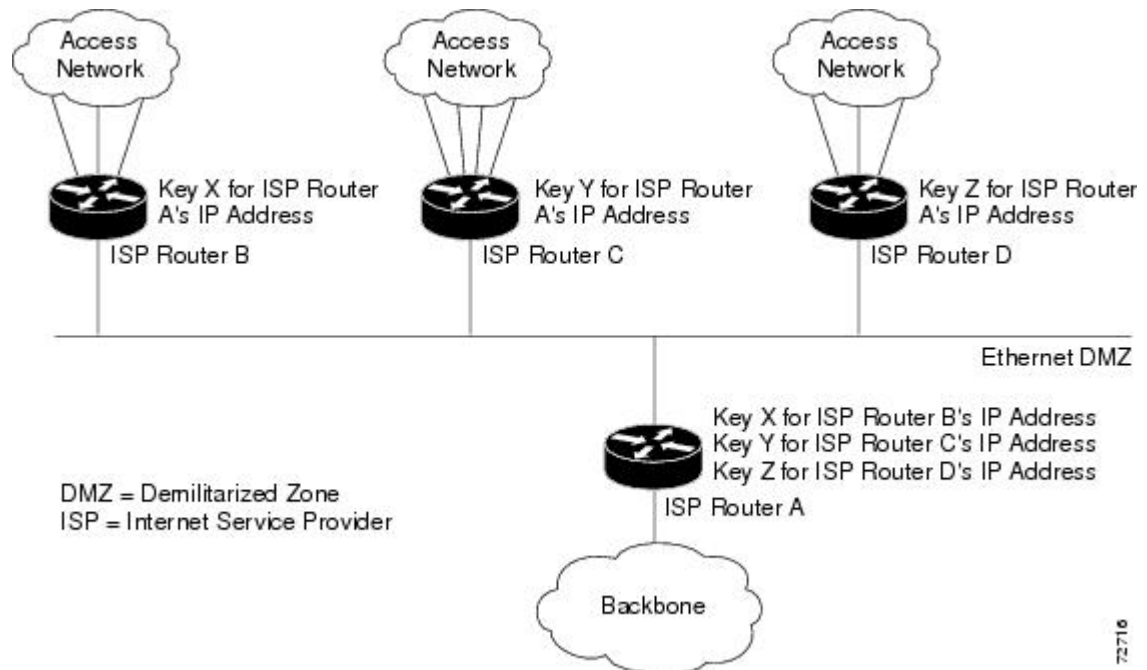 Access
Network
Access
Network
Access
Network
Key X for ISP Router
A's IP Address
ISP Router B
Key Y for ISP Router
A's IP Address
ISP Router C
Key Z for ISP Router
A's IP Address
ISP Router D
Ethernet DMZ
Key X for ISP Router B's IP Address
Key Y for ISP Router C's IP Address
Key Z for ISP Router D's IP Address
ISP Router A
DMZ = Demilitarized Zone
ISP = Internet Service Provider
Backbone
72716